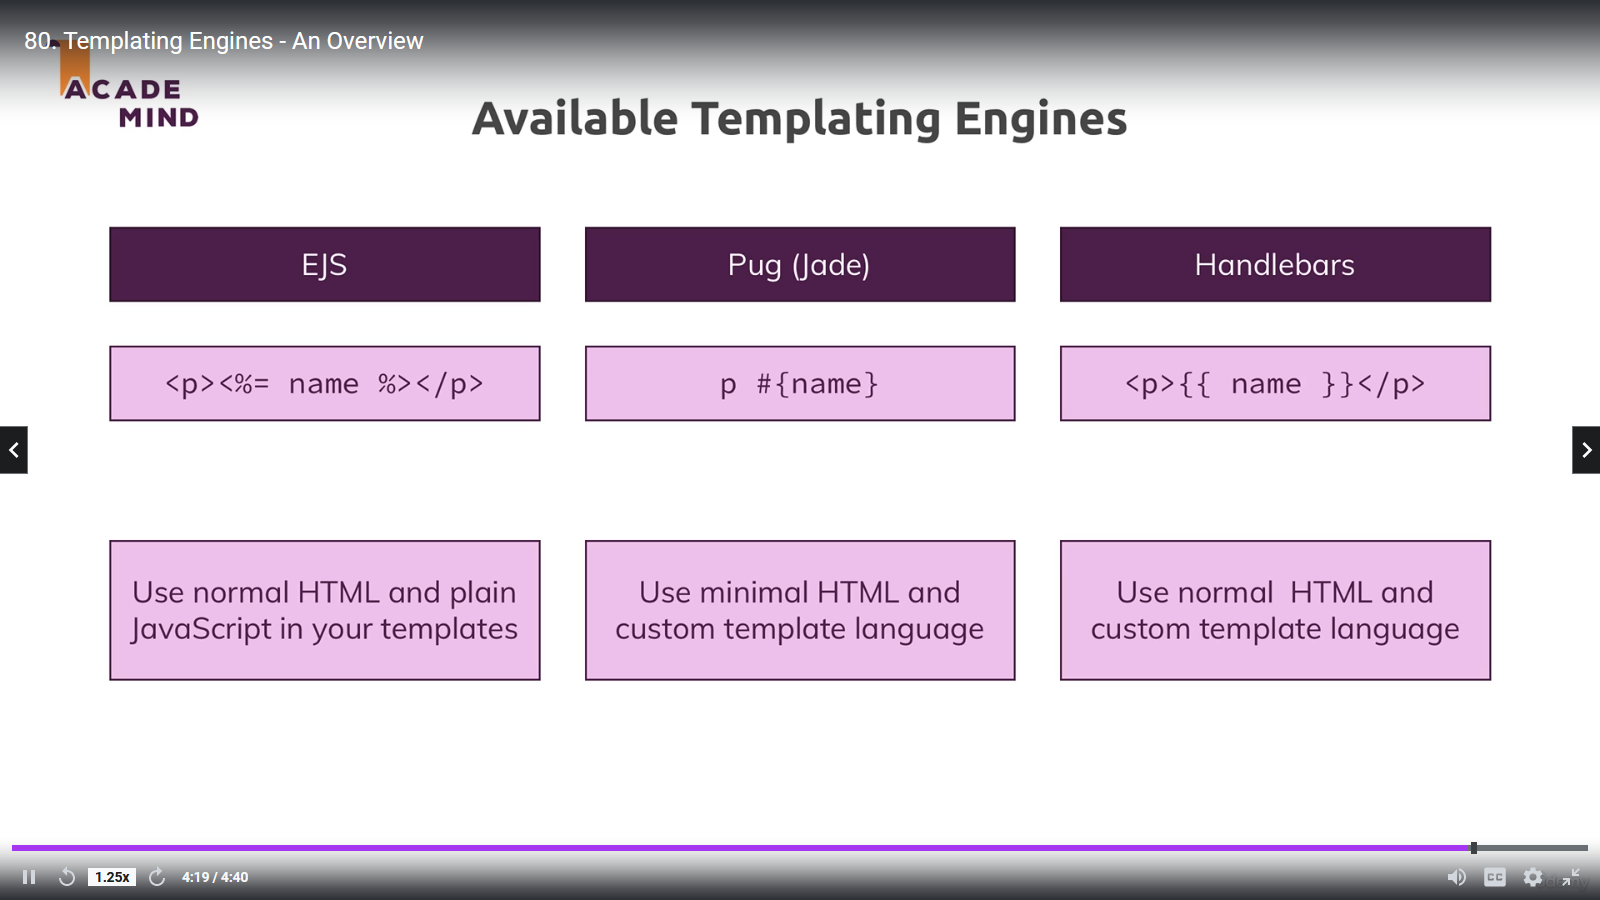 80. Templating Engines - An Overview
ACADE
MIND
Available Templating Engines
EJS
Pug (Jade)
Handlebars
<p><%= name %></p>
p #{name}
<p>{{ name }}</p>
Use normal HTML and plain
JavaScript in your templates
Use minimal HTML and
custom template language
Use normal  HTML and
custom template language
1.25x
4:19 / 4:40
CC